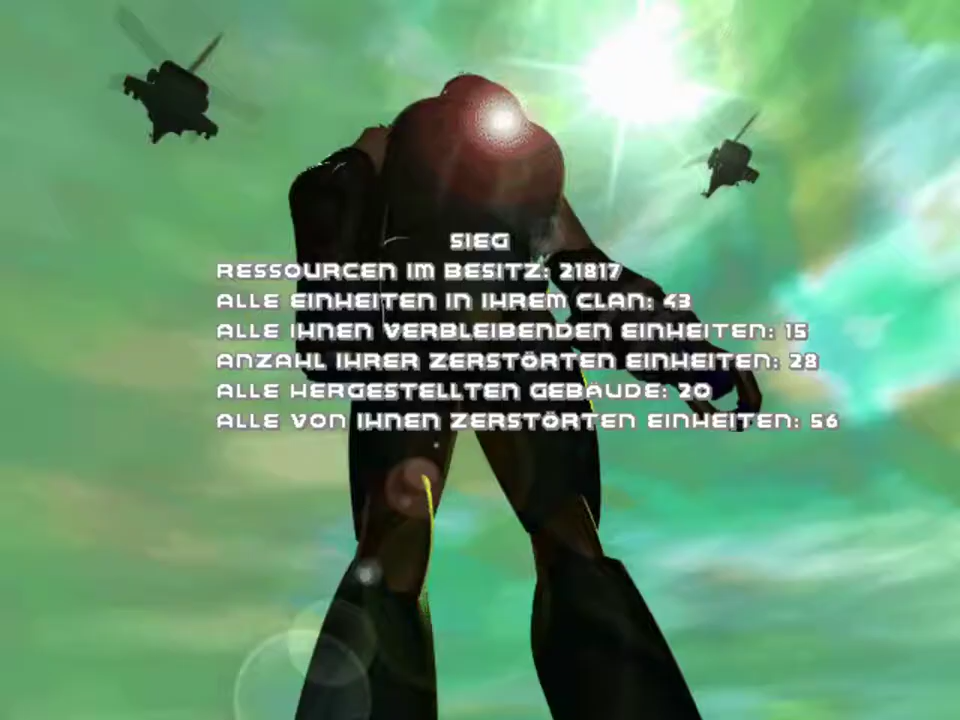 SIEG
RESSOURCEN IM BESITZ: 21817
ALLE EINHEITEN IN IHREM CLAN: 43
ALLE IHNEN VERBLEIBENDEN EINHEITEN: 15
ANZAHL IHRER ZERSTÖRTEN EINHEITEN: 28
ALLE HERGESTELLTEN GEBÄUDE: 20
ALLE VON IHNEN ZERSTÖRTEN EINHEITEN: 56